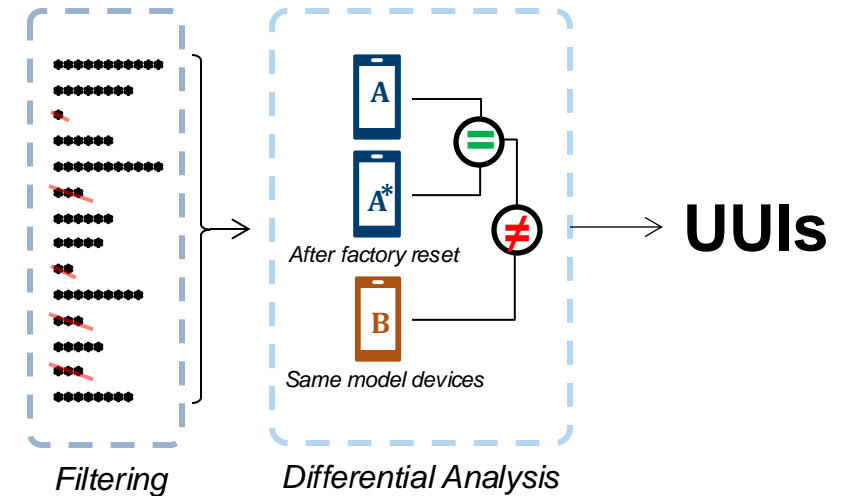 A
=
A*
After factory reset
≠
B
Same model devices
UUIs
Filtering
Differential Analysis